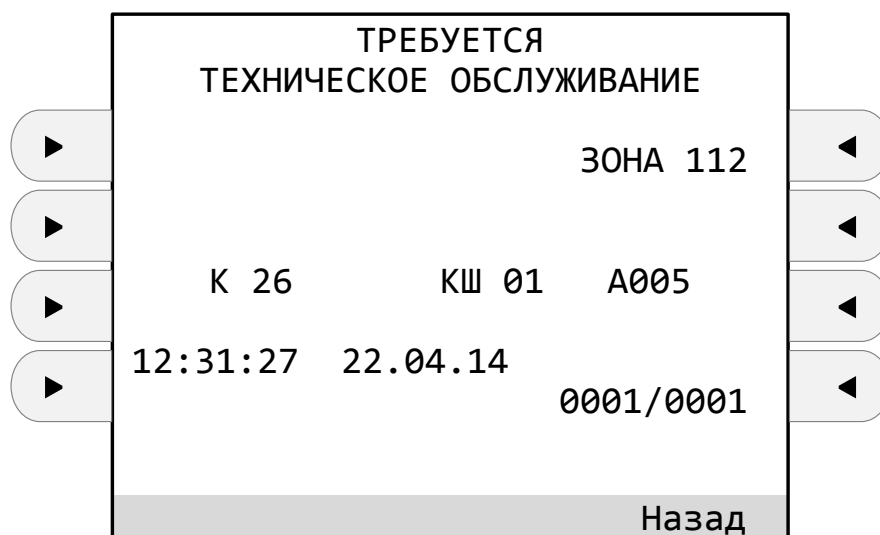 ТРЕБУЕТСЯ
ТЕХНИЧЕСКОЕ ОБСЛУЖИВАНИЕ
ЗОНА 112
К 26 КШ 01 А005
12:31:27 22.04.14
0001/0001
Назад